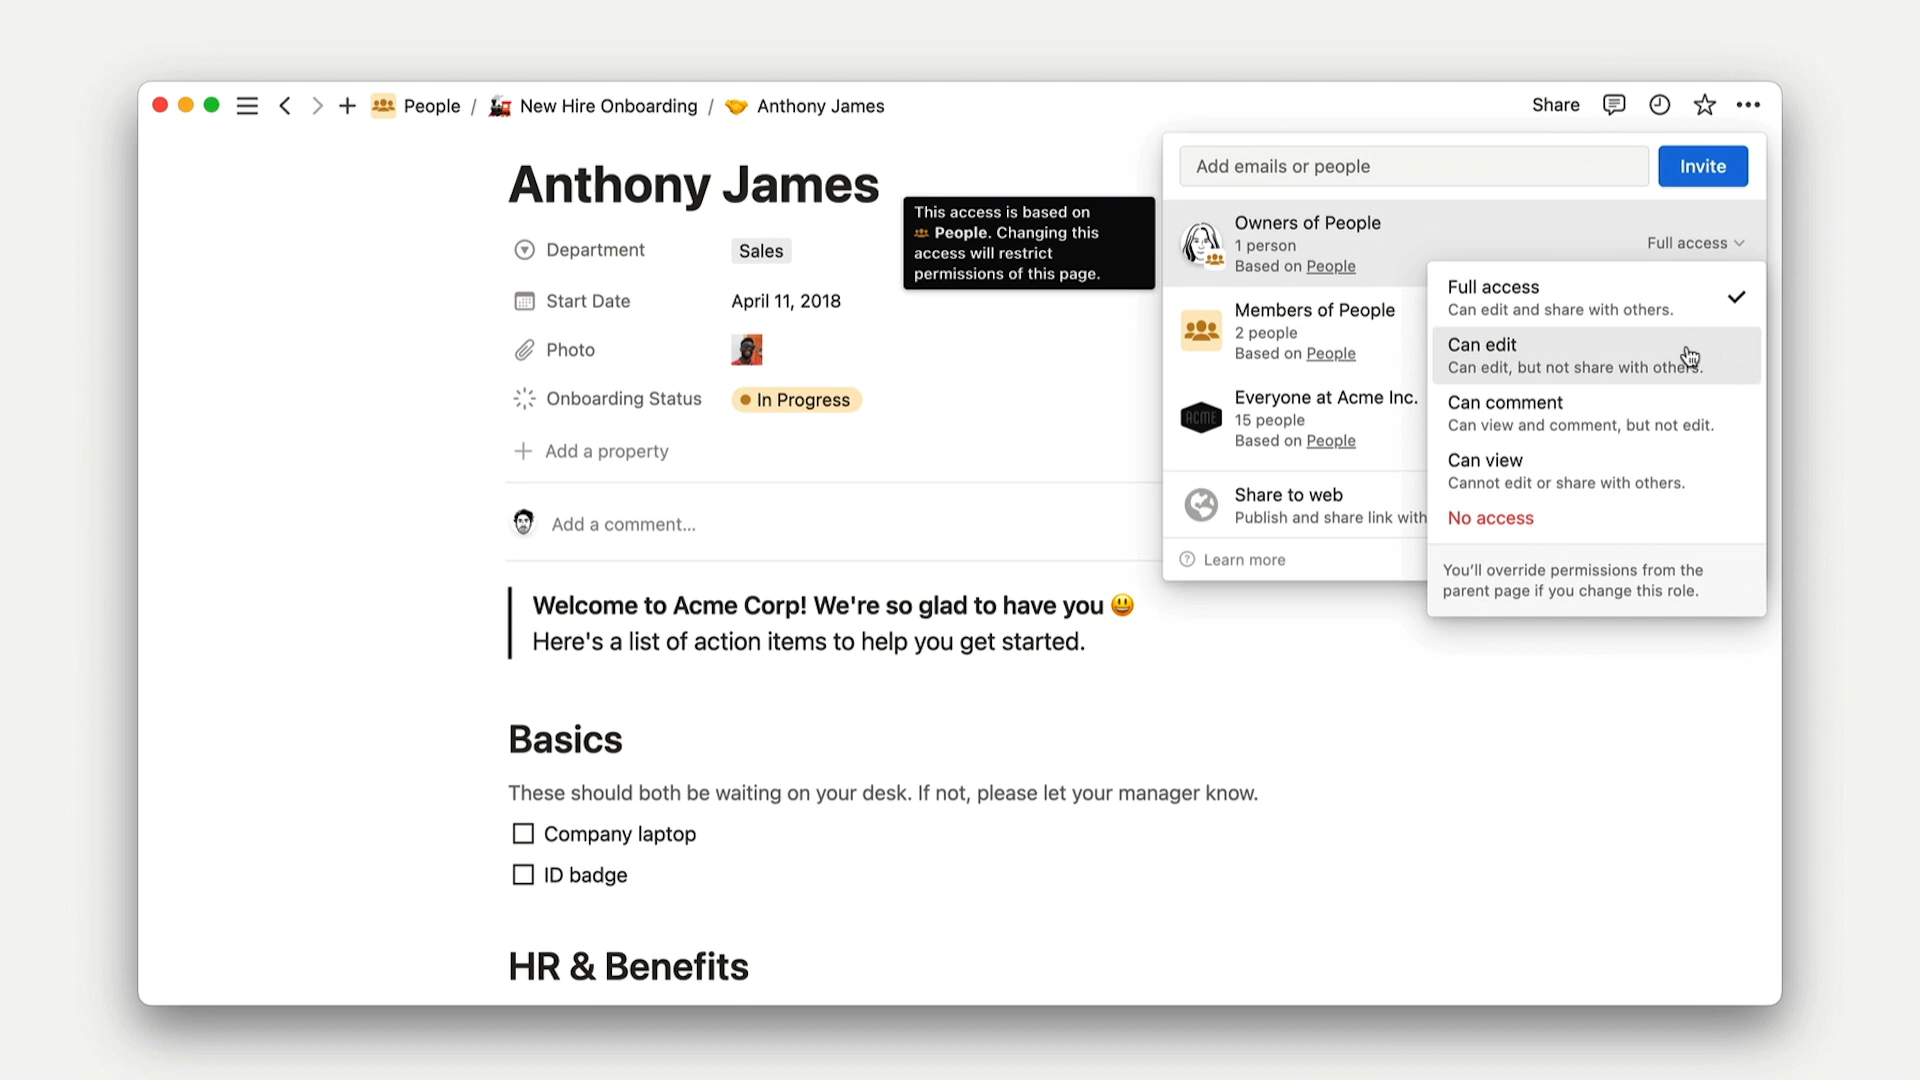 People / New Hire Onboarding / Anthony James
Share
Anthony James
Department Sales
Start Date April 11, 2018
Photo
Onboarding Status In Progress
Add a property
Add a comment...
Welcome to Acme Corp! We're so glad to have you 😃
Here's a list of action items to help you get started.
Basics
These should both be waiting on your desk. If not, please let your manager know.
Company laptop
ID badge
HR & Benefits
This access is based on
People. Changing this
access will restrict
permissions of this page.
Add emails or people
Invite
Owners of People
1 person
Based on People
Full access
Members of People
2 people
Based on People
ACME
Everyone at Acme Inc.
15 people
Based on People
Share to web
Publish and share link with
Learn more
Full access
Can edit and share with others.
Can edit
Can edit, but not share with others.
Can comment
Can view and comment, but not edit.
Can view
Cannot edit or share with others.
No access
You'll override permissions from the
parent page if you change this role.